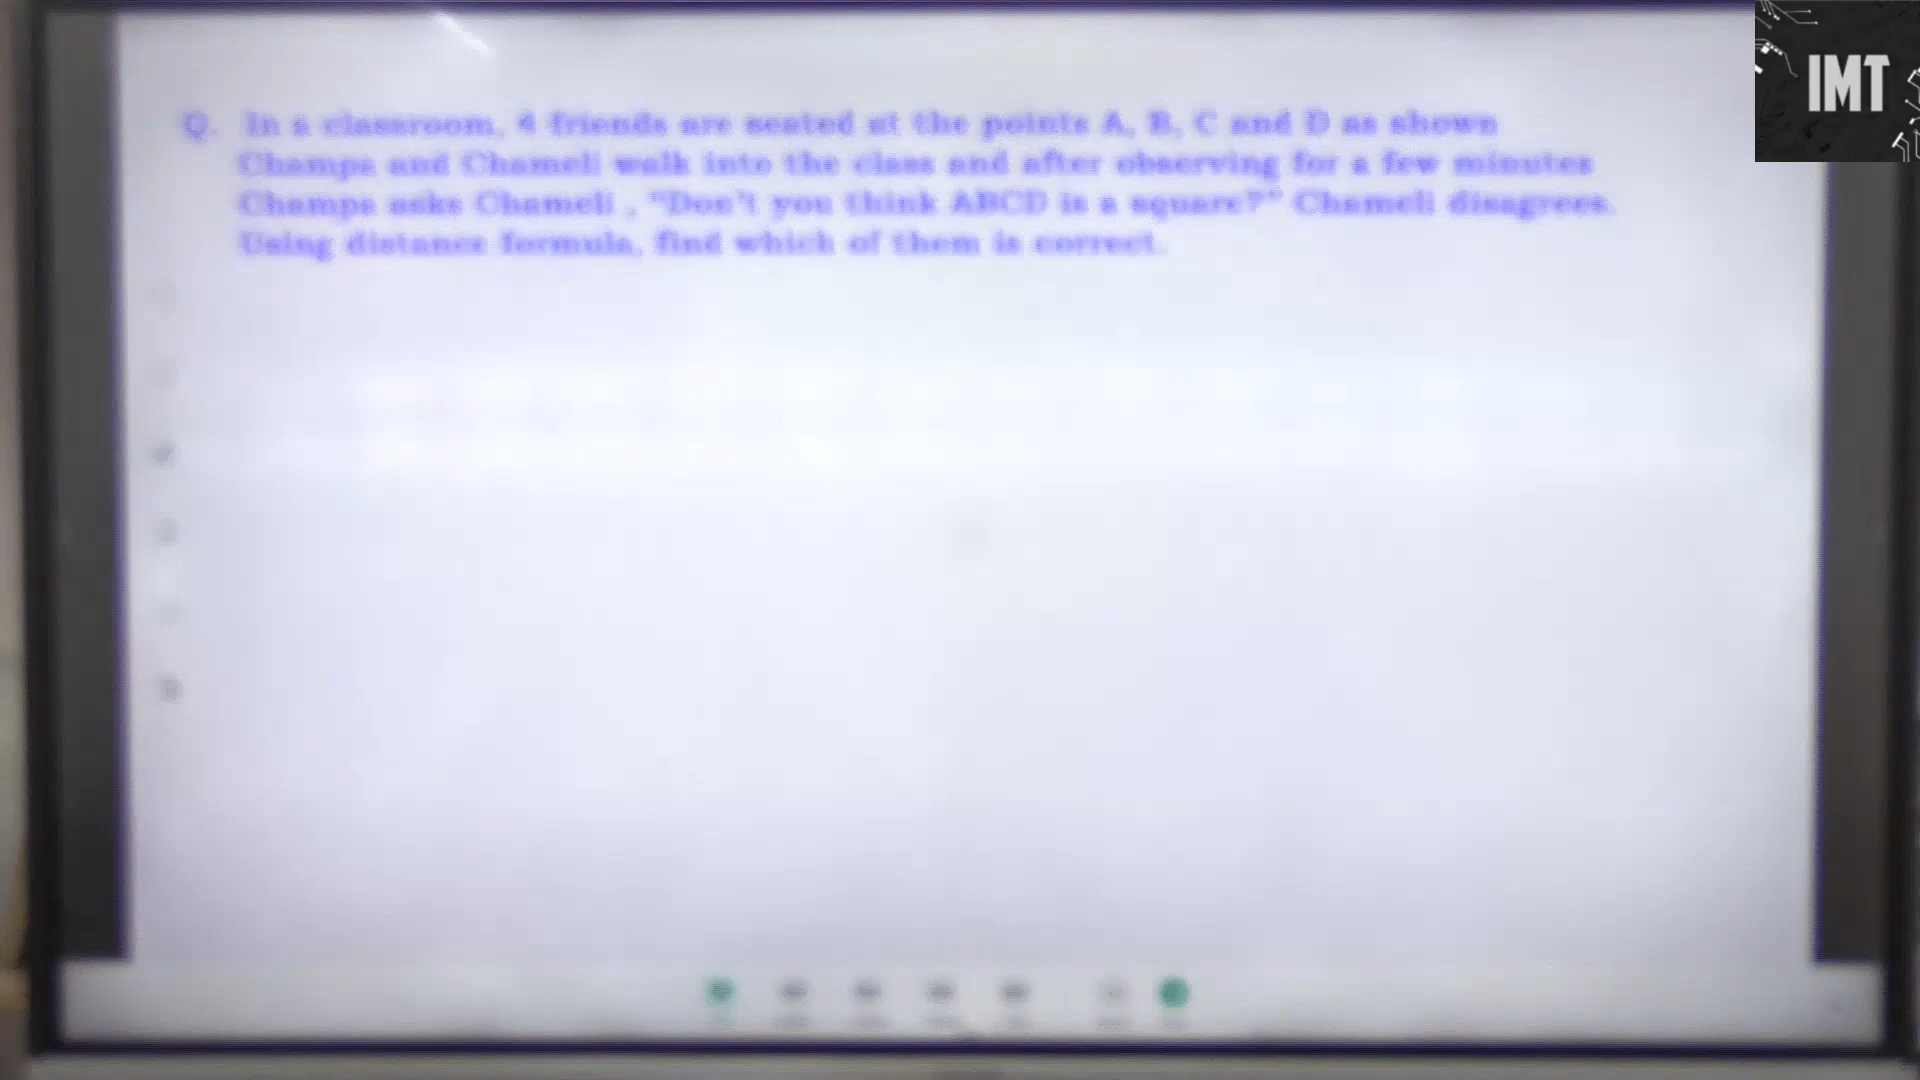 Q. In a classroom, 4 friends are seated at the points A, B, C and D as shown
Champa and Chameli walk into the class and after observing for a few minutes
Champa asks Chameli , "Don't you think ABCD is a square?" Chameli disagrees.
Using distance formula, find which of them is correct.
IMT